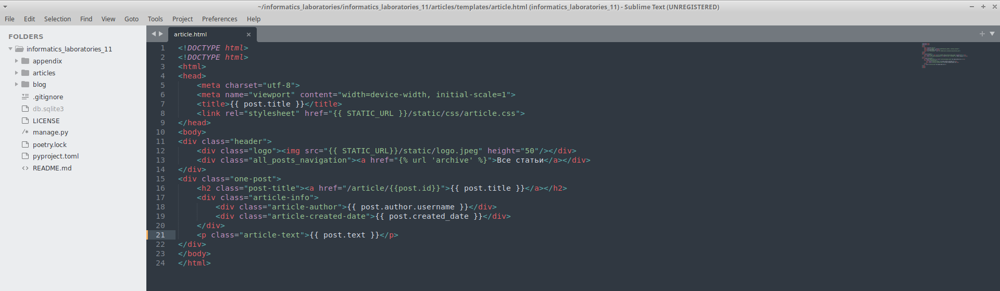 ~/informatics_laboratories/informatics_laboratories_11/articles/templates/article.html (informatics_laboratories_11) - Sublime Text (UNREGISTERED)
File Edit Selection Find View Goto Tools Project Preferences Help
FOLDERS
informatics_laboratories_11
appendix
articles
blog
.gitignore
db.sqlite3
LICENSE
manage.py
poetry.lock
pyproject.toml
README.md
article.html
1 <!DOCTYPE html>
2 <!DOCTYPE html>
3 <html>
4 <head>
5     <meta charset="utf-8">
6     <meta name="viewport" content="width=device-width, initial-scale=1">
7     <title>{{ post.title }}</title>
8     <link rel="stylesheet" href="{{ STATIC_URL }}/static/css/article.css">
9 </head>
10 <body>
11 <div class="header">
12     <div class="logo"><img src="{{ STATIC_URL}}/static/logo.jpeg" height="50"/></div>
13     <div class="all_posts_navigation"><a href="{% url 'archive' %}">Все статьи</a></div>
14 </div>
15 <div class="one-post">
16     <h2 class="post-title"><a href="/article/{{post.id}}">{{ post.title }}</a></h2>
17     <div class="article-info">
18         <div class="article-author">{{ post.author.username }}</div>
19         <div class="article-created-date">{{ post.created_date }}</div>
20     </div>
21     <p class="article-text">{{ post.text }}</p>
22 </div>
23 </body>
24 </html>